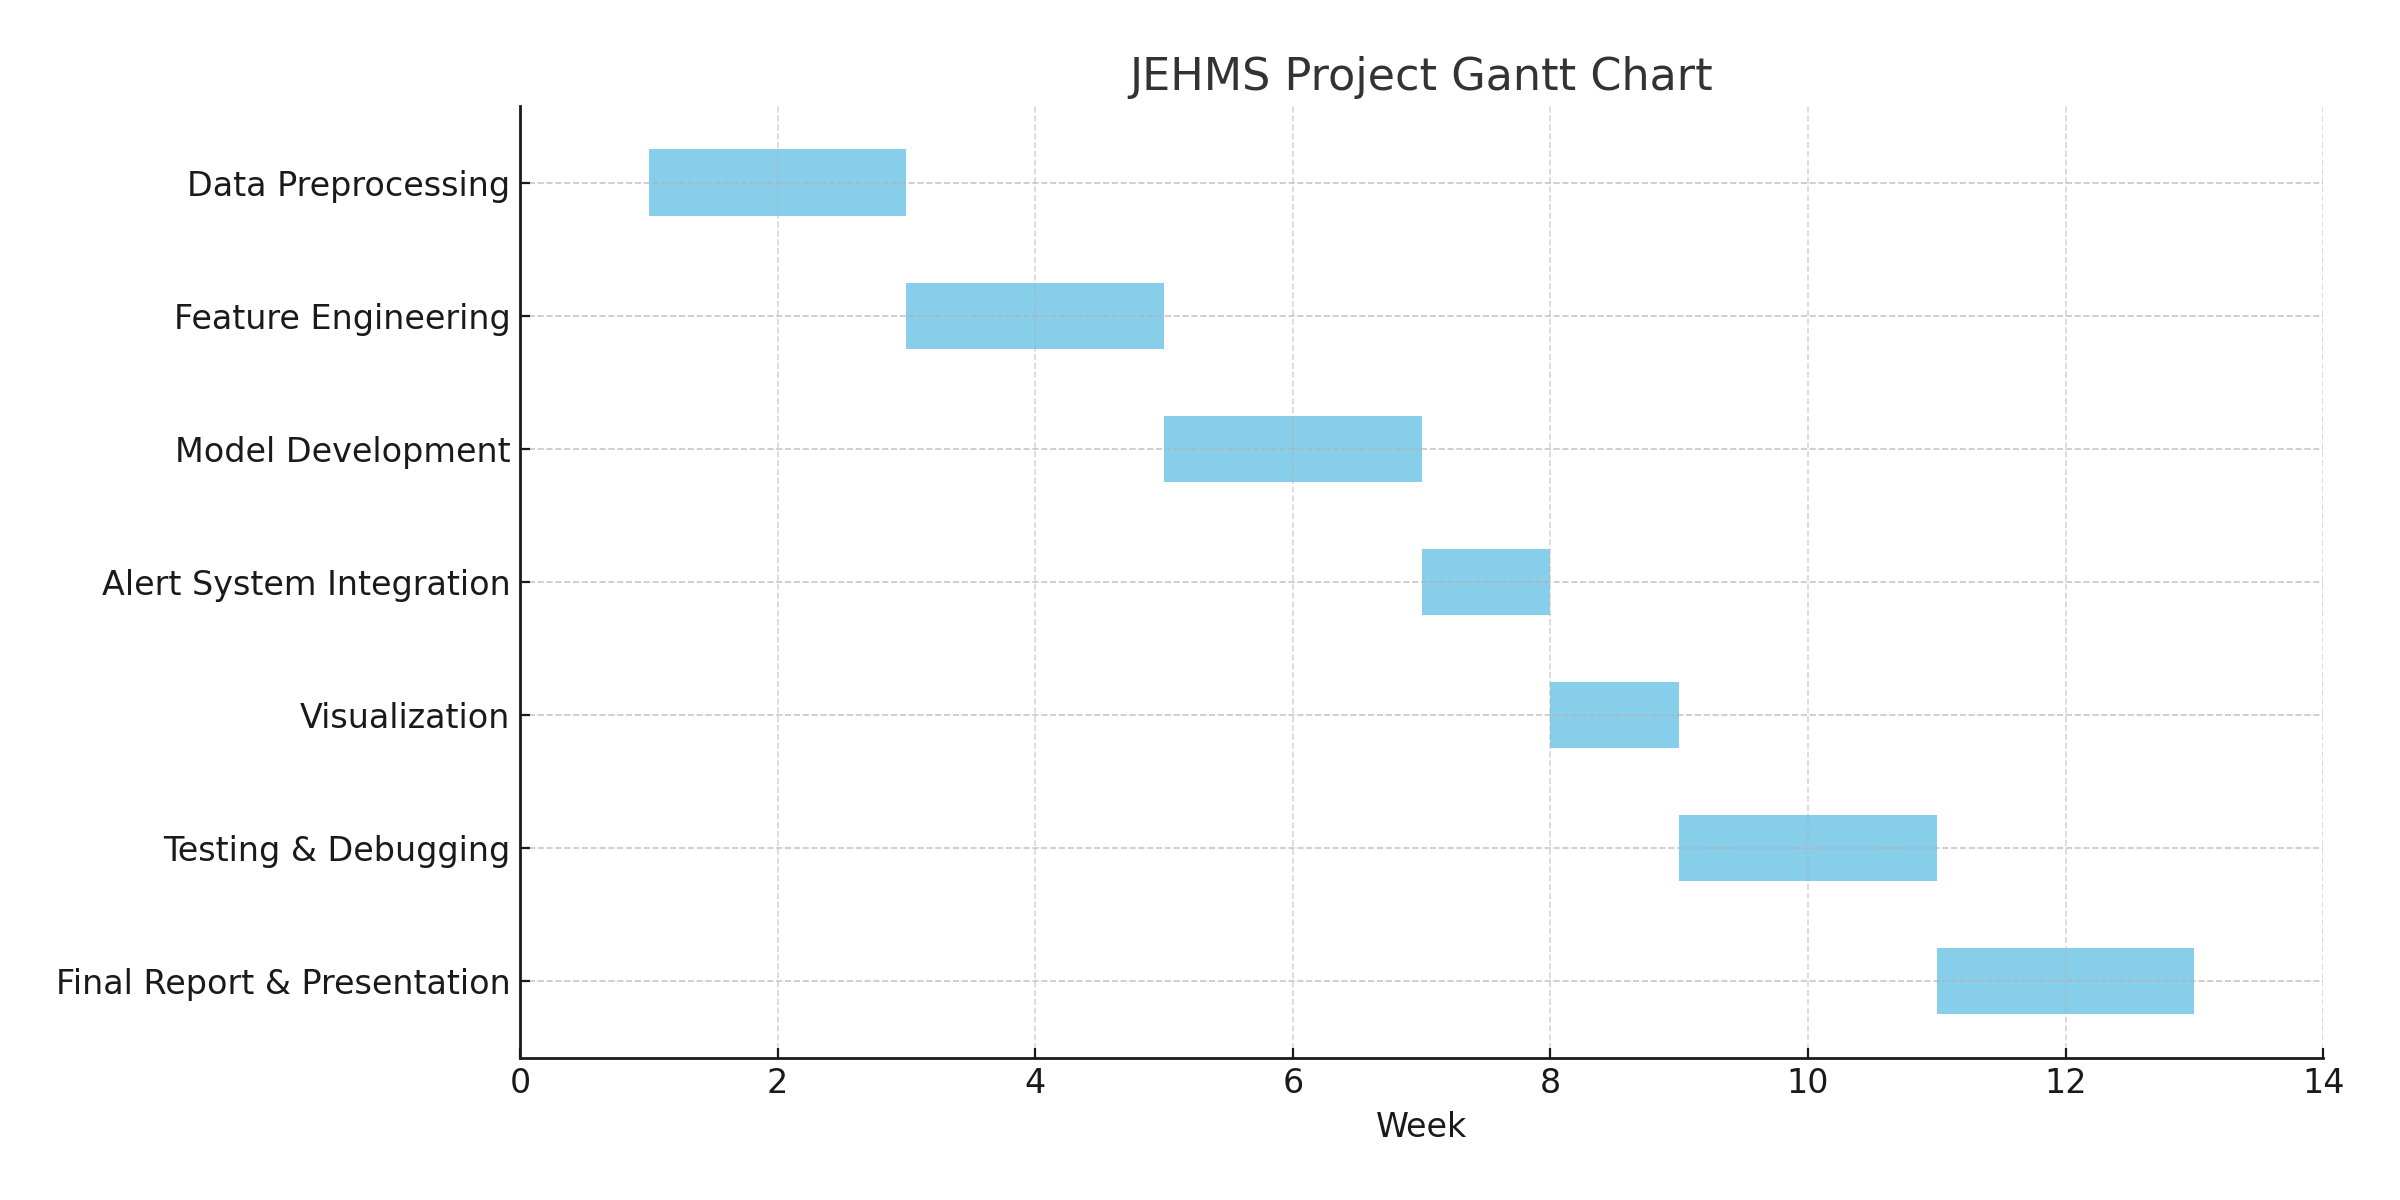 JEHMS Project Gantt Chart
Data Preprocessing
Feature Engineering
Model Development
Alert System Integration
Visualization
Testing & Debugging
Final Report & Presentation
0 2 4 6 8 10 12 14
Week